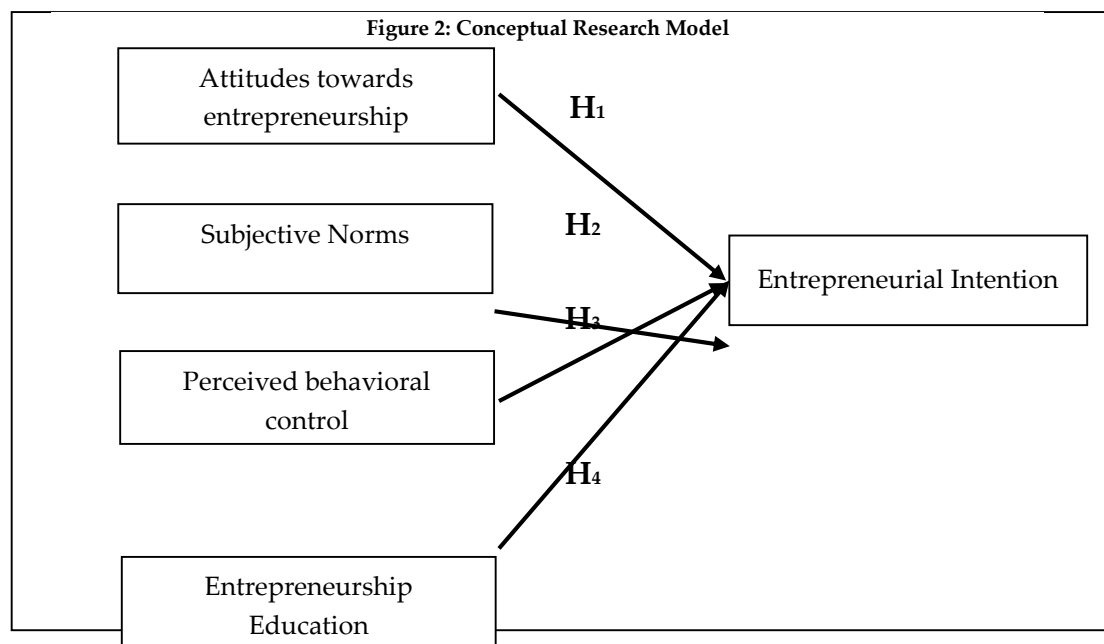 Figure 2: Conceptual Research Model
Attitudes towards
entrepreneurship
H1
Subjective Norms
H2
Entrepreneurial Intention
H3
Perceived behavioral
control
H4
Entrepreneurship
Education